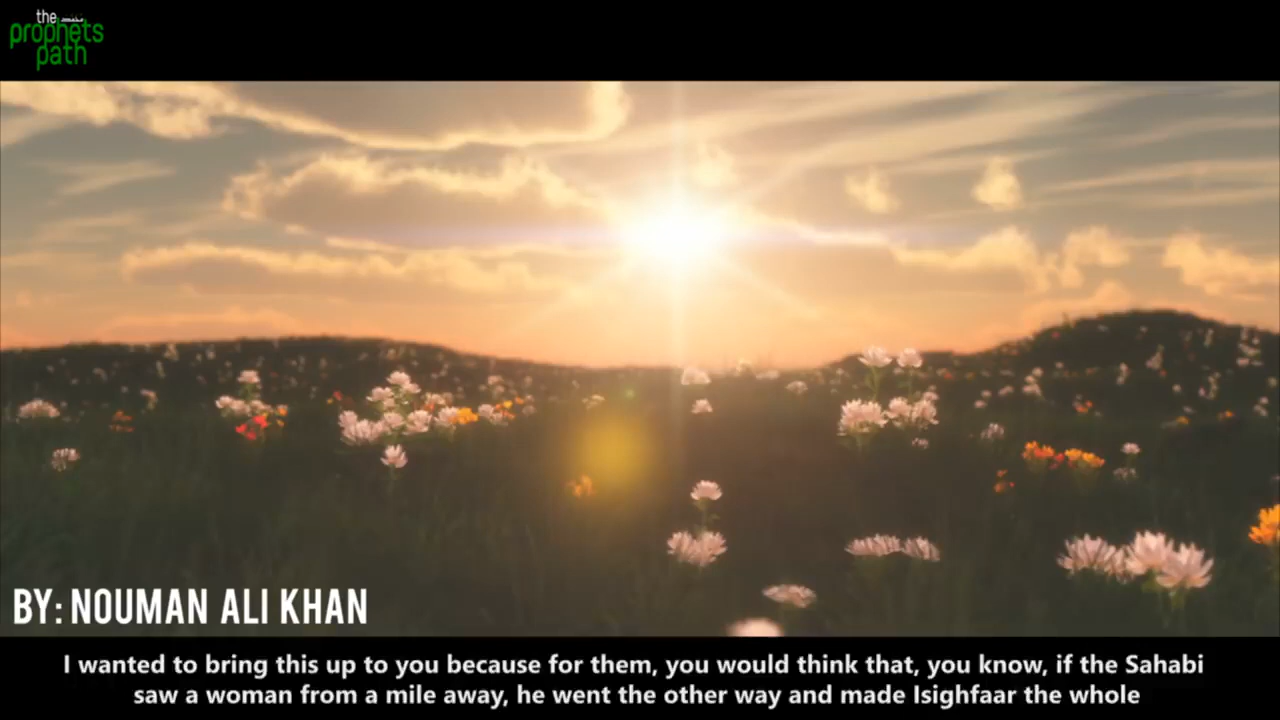 the
prophets
path
BY: NOUMAN ALI KHAN
I wanted to bring this up to you because for them, you would think that, you know, if the Sahabi
saw a woman from a mile away, he went the other way and made Isighfaar the whole